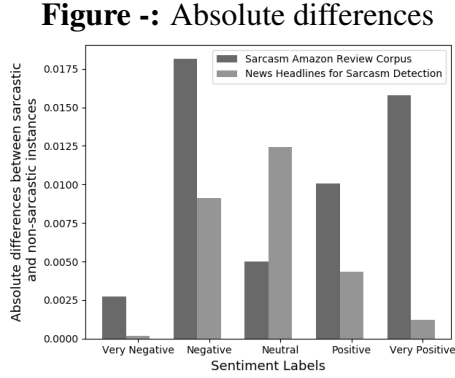 Figure -: Absolute differences
Sarcasm Amazon Review Corpus
News Headlines for Sarcasm Detection
Absolute differences between sarcastic
and non-sarcastic instances
0.0175
0.0150
0.0125
0.0100
0.0075
0.0050
0.0025
0.0000
Very Negative Negative Neutral Positive Very Positive
Sentiment Labels